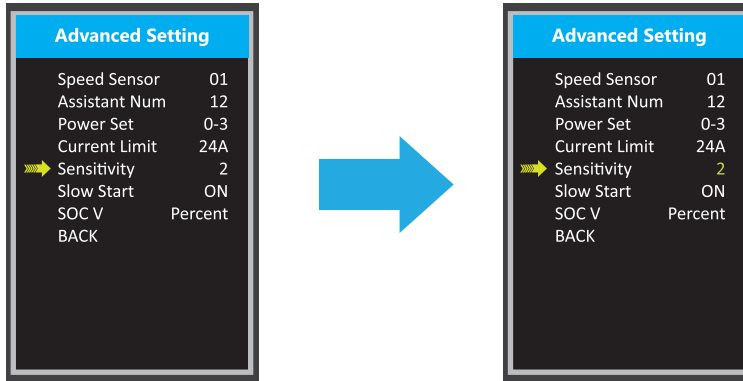 Advanced Setting
Speed Sensor 01
Assistant Num 12
Power Set 0-3
Current Limit 24A
Sensitivity 2
Slow Start ON
SOC V Percent
BACK
Advanced Setting
Speed Sensor 01
Assistant Num 12
Power Set 0-3
Current Limit 24A
Sensitivity 2
Slow Start ON
SOC V Percent
BACK